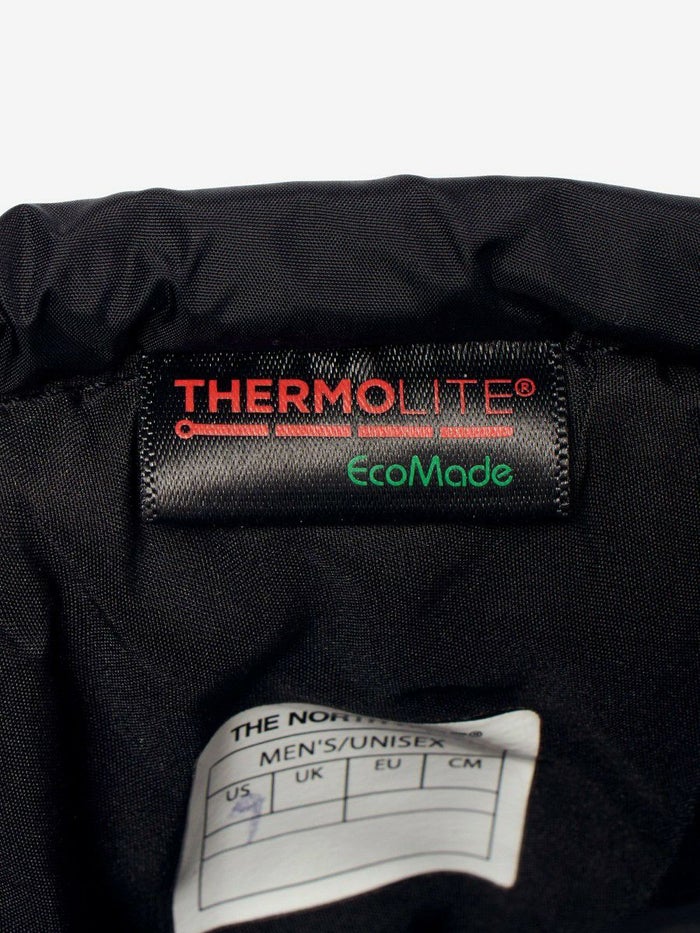 THERMOLITE®
EcoMade
THE NORTH
MEN'S/UNISEX
US UK EU CM